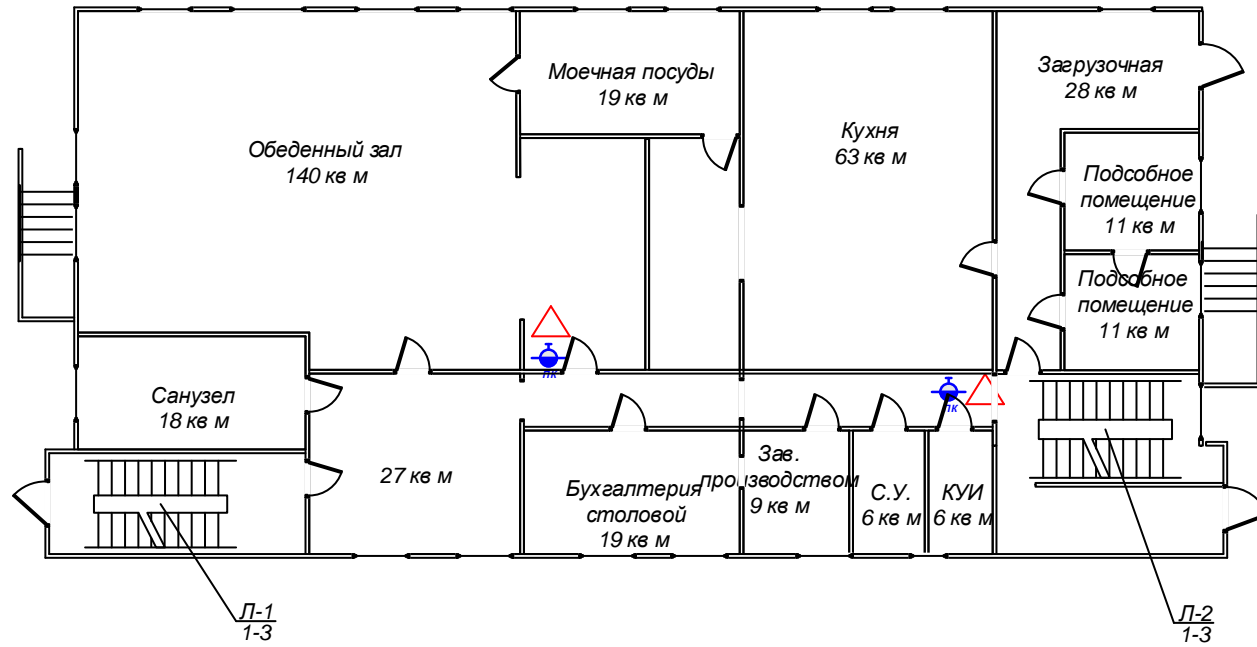 Моечная посуды
19 кв м
Загрузочная
28 кв м
Обеденный зал
140 кв м
Кухня
63 кв м
Подсобное
помещение
11 кв м
Подсобное
помещение
11 кв м
пк
Санузел
18 кв м
пк
27 кв м
Бухгалтерия
столовой
19 кв м
Зав.
производством
9 кв м
С.У.
6 кв м
КУИ
6 кв м
Л-1
1-3
Л-2
1-3